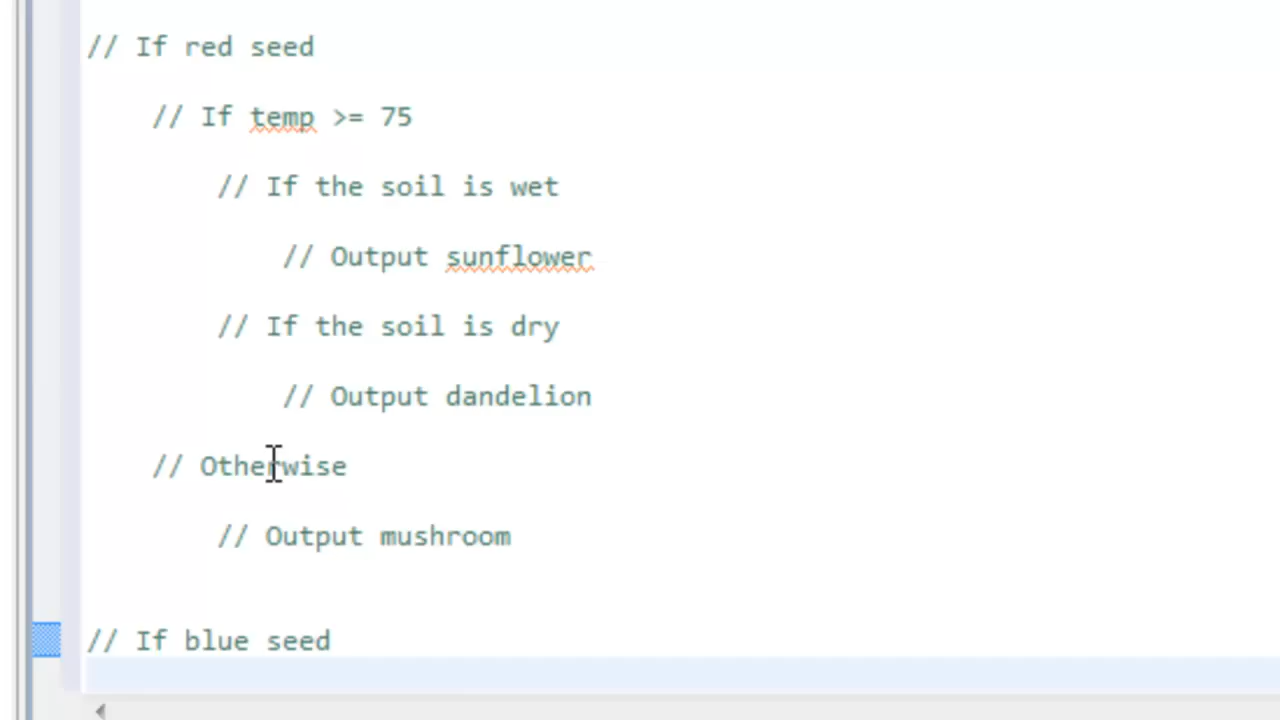 // If red seed
// If temp >= 75
// If the soil is wet
// Output sunflower
// If the soil is dry
// Output dandelion
// Otherwise
// Output mushroom
// If blue seed